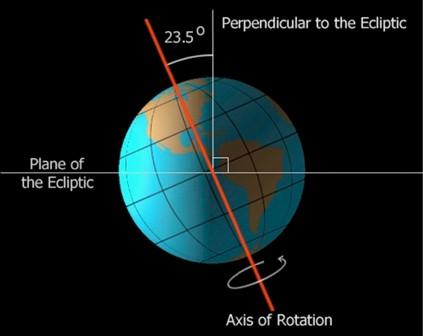 Perpendicular to the Ecliptic
23.5°
Plane of
the Ecliptic
Axis of Rotation